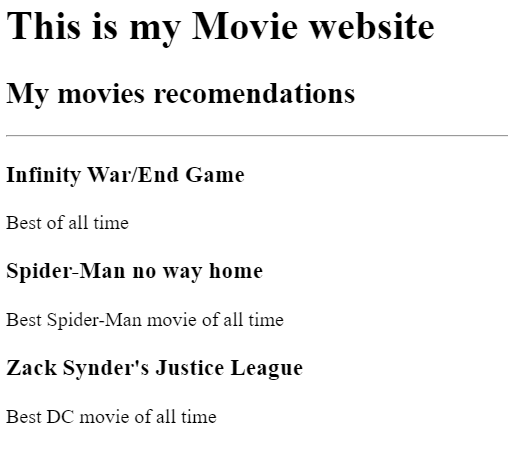 This is my Movie website
My movies recomendations
Infinity War/End Game
Best of all time
Spider-Man no way home
Best Spider-Man movie of all time
Zack Synder's Justice League
Best DC movie of all time